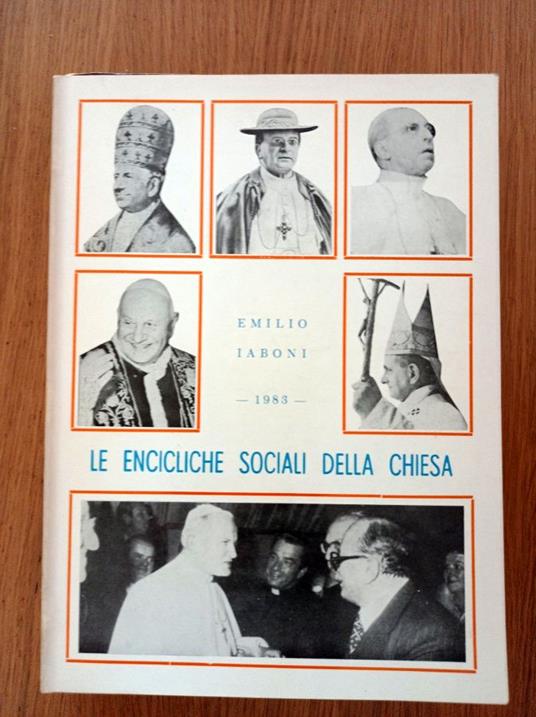 EMILIO
IABONI
— 1983 —
LE ENCICLICHE SOCIALI DELLA CHIESA